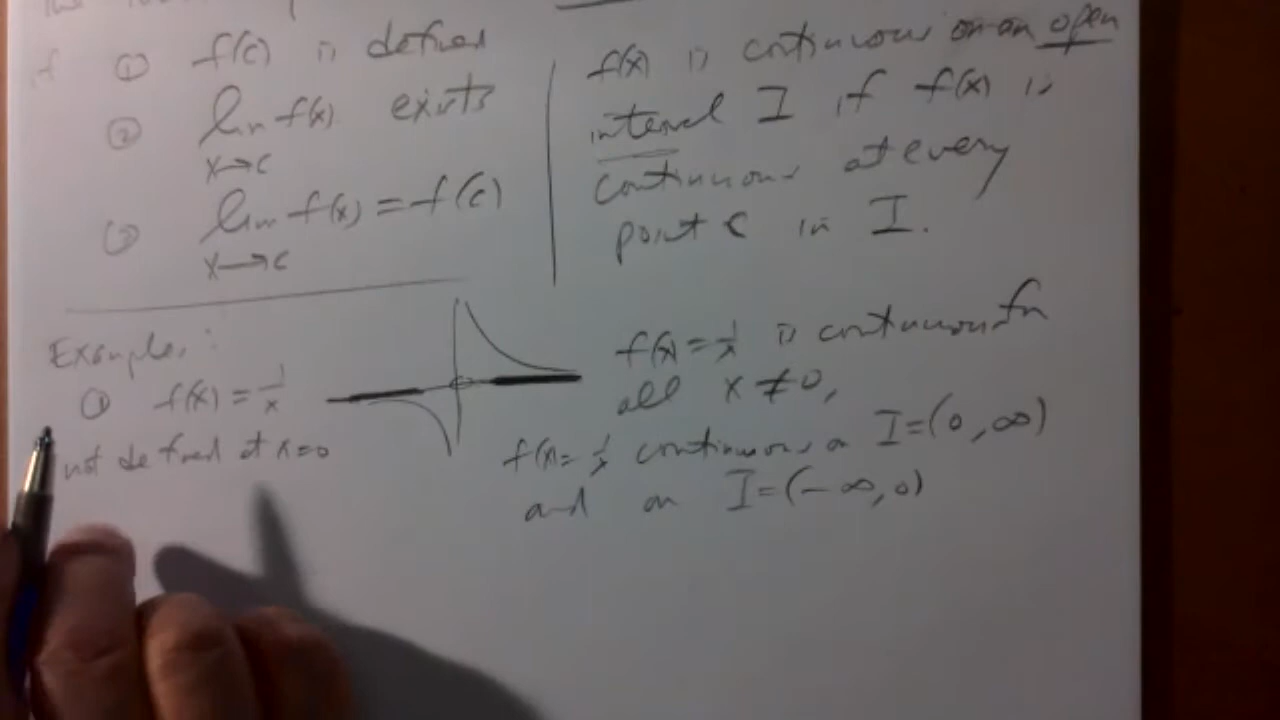 if ① f(c) is defined
② lim f(x) exists
x→c
③ lim f(x) = f(c)
x→c
f(x) is continuous on an open
interval I if f(x) is
continuous at every
point c in I.
Examples:
① f(x) = 1/x
not defined at x=0
f(x) = 1/x is continuous for
all x ≠ 0,
f(x) = 1/x continuous on I=(0, ∞)
and on I=(-∞, 0)